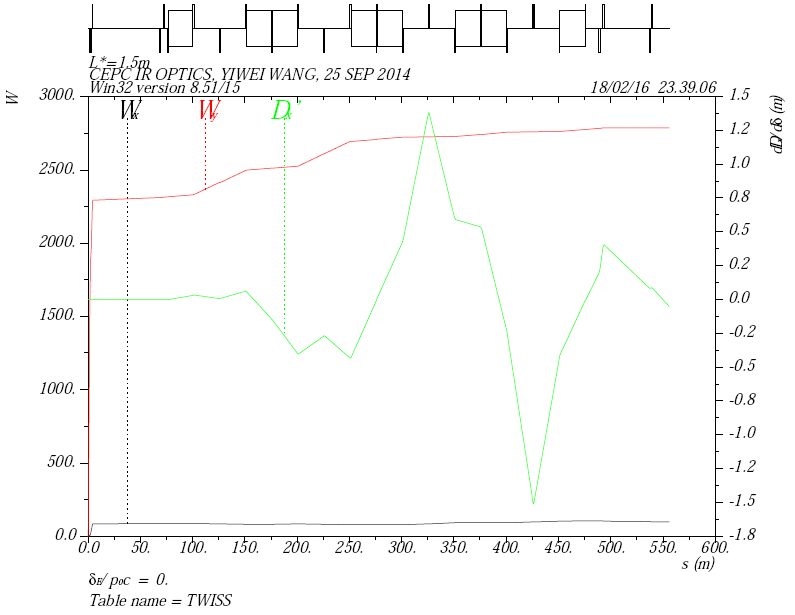 L*=1.5m
CEPC IR OPTICS, YIWEI WANG, 25 SEP 2014
Win32 version 8.51/15 18/02/16 23.39.06
W
dDx/dδ (m)
Wx Wy Dx'
3000. 1.5
1.2
2500. 1.0
0.8
2000. 0.5
0.2
1500. 0.0
-0.2
1000. -0.5
-0.8
500. -1.0
-1.2
-1.5
0.0 -1.8
0.0 50. 100. 150. 200. 250. 300. 350. 400. 450. 500. 550. 600.
s (m)
δE/p0c = 0.
Table name = TWISS